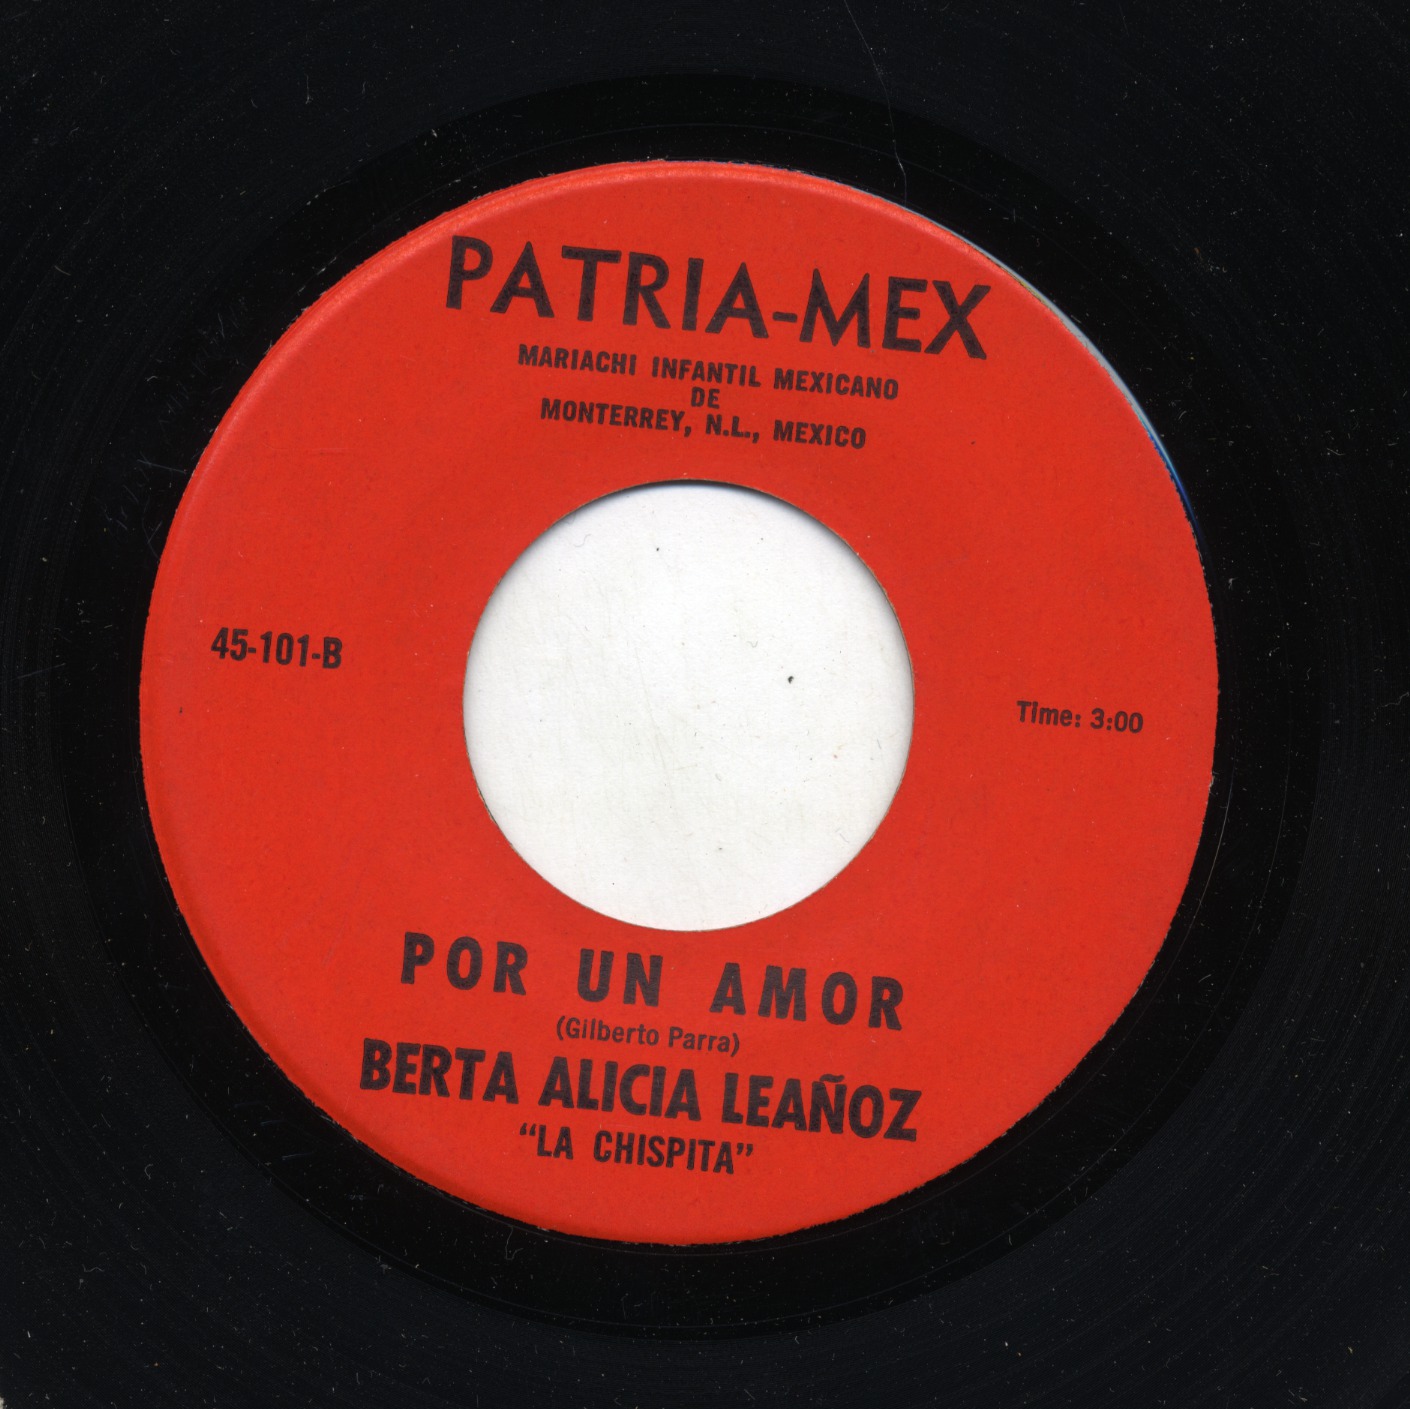 PATRIA-MEX
MARIACHI INFANTIL MEXICANO
DE
MONTERREY, N.L., MEXICO
45-101-B
Time: 3:00
POR UN AMOR
(Gilberto Parra)
BERTA ALICIA LEAÑOZ
“LA CHISPITA”